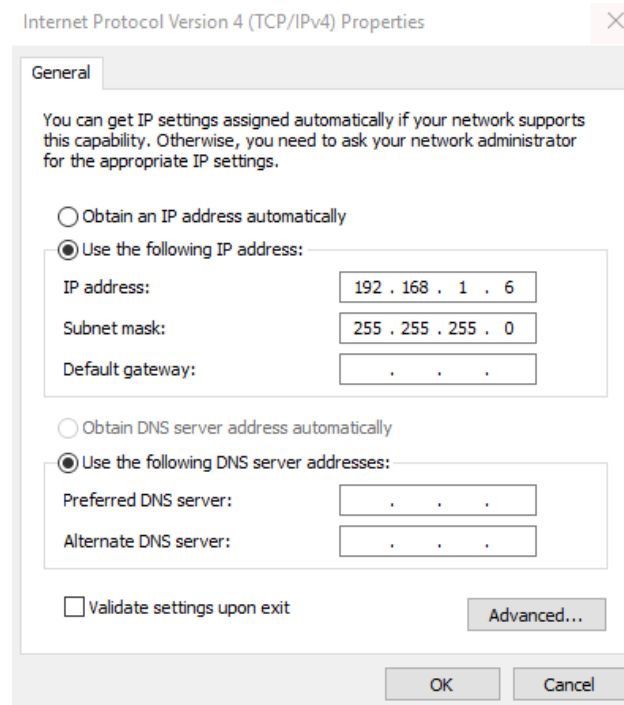 Internet Protocol Version 4 (TCP/IPv4) Properties
General
You can get IP settings assigned automatically if your network supports
this capability. Otherwise, you need to ask your network administrator
for the appropriate IP settings.
Obtain an IP address automatically
Use the following IP address:
IP address: 192 . 168 . 1 . 6
Subnet mask: 255 . 255 . 255 . 0
Default gateway: . . .
Obtain DNS server address automatically
Use the following DNS server addresses:
Preferred DNS server: . . .
Alternate DNS server: . . .
Validate settings upon exit Advanced...
OK Cancel